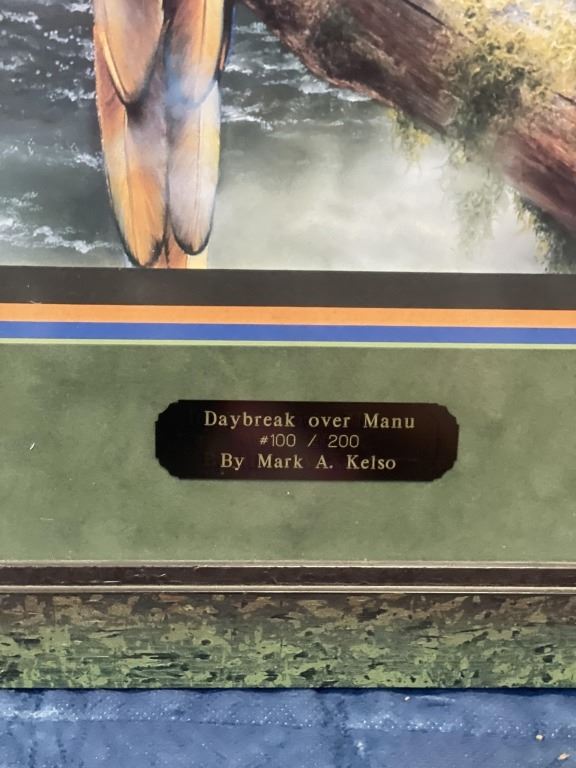 Daybreak over Manu
#100 / 200
By Mark A. Kelso